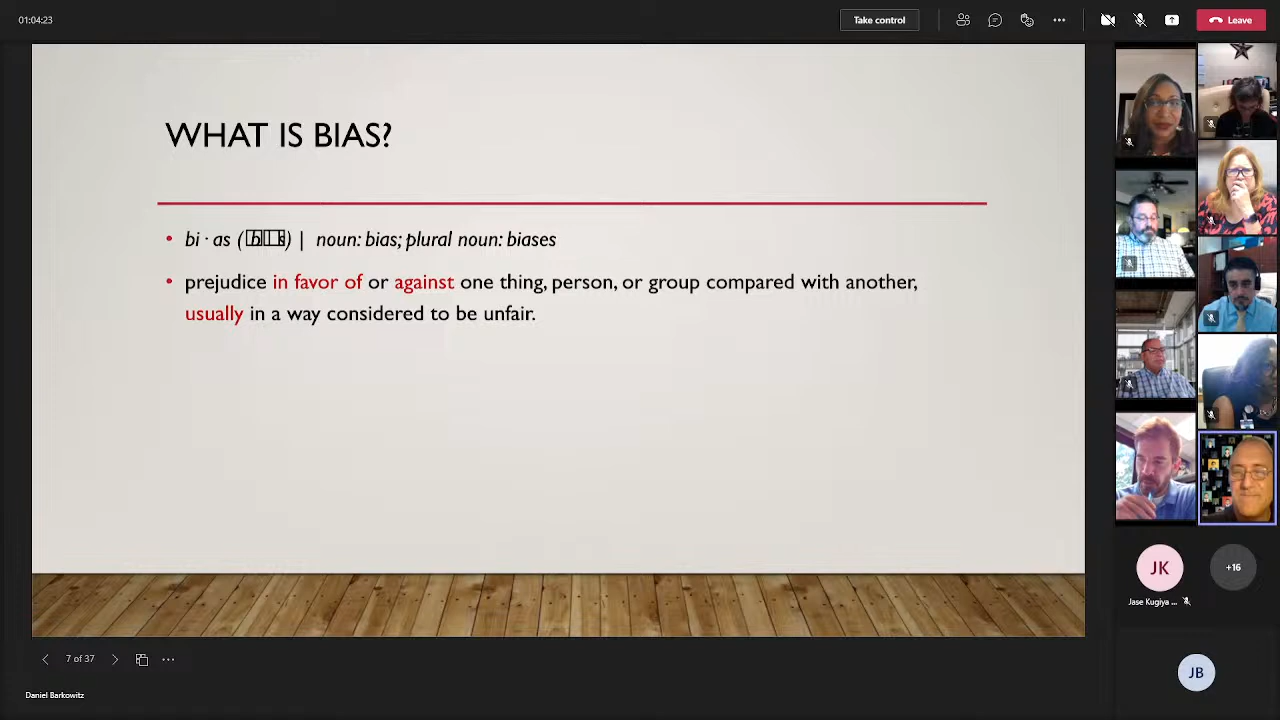 01:04:23
Take control
Leave
WHAT IS BIAS?
• bi · as () | noun: bias; plural noun: biases
• prejudice in favor of or against one thing, person, or group compared with another,
usually in a way considered to be unfair.
JK
+16
Jase Kugiya ...
7 of 37
JB
Daniel Barkowitz